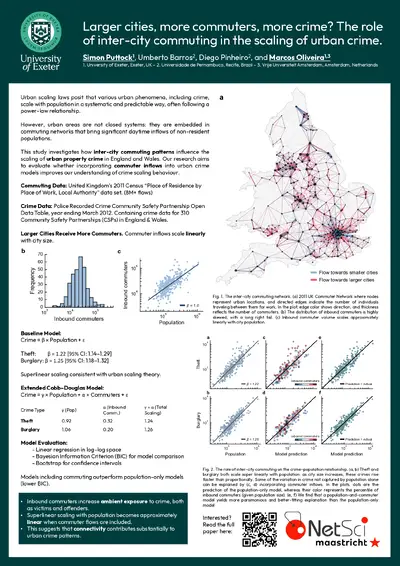 Larger cities, more commuters, more crime? The role
of inter-city commuting in the scaling of urban crime.
Simon Puttock¹, Umberto Barros², Diego Pinheiro², and Marcos Oliveira¹,³
1. University of Exeter, Exeter, UK - 2. Universidade de Pernambuco, Recife, Brasil - 3. Vrije Universiteit Amsterdam, Amsterdam, Netherlands
University
of Exeter
Urban scaling laws posit that various urban phenomena, including crime,
scale with population in a systematic and predictable way, often following a
power-law relationship.
However, urban areas are not closed systems: they are embedded in
commuting networks that bring significant daytime inflows of non-resident
populations.
This study investigates how inter-city commuting patterns influence the
scaling of urban property crime in England and Wales. Our research aims
to evaluate whether incorporating commuter inflows into urban crime
models improves our understanding of crime scaling behaviour.
Commuting Data: United Kingdom's 2011 Census "Place of Residence by
Place of Work, Local Authority" data set. (8M+ flows)
Crime Data: Police Recorded Crime Community Safety Partnership Open
Data Table, year ending March 2012. Containing crime data for 310
Community Safety Partnerships (CSPs) in England & Wales.
Larger Cities Receive More Commuters. Commuter inflows scale linearly
with city size.
b
c
Frequency
Inbound commuters
Inbound commuters
Population
Baseline Model:
Crime = β × Population + ε
Theft: β = 1.22 [95% CI: 1.14–1.29]
Burglary: β = 1.25 [95% CI: 1.18–1.32]
Superlinear scaling consistent with urban scaling theory.
Extended Cobb–Douglas Model:
Crime Type
Theft 0.92 0.32 1.24
Burglary 1.06 0.20 1.26
Model Evaluation:
- Linear regression in log-log space
- Bayesian Information Criterion (BIC) for model comparison
- Bootstrap for confidence intervals
Models including commuting outperform population-only models
(lower BIC).
• Inbound commuters increase ambient exposure to crime, both
as victims and offenders.
• Superlinear scaling with population becomes approximately
linear when commuter flows are included.
• This suggests that connectivity contributes substantially to
urban crime patterns.
a
Flow towards smaller cities
Flow towards larger cities
Fig. 1. The inter-city commuting network. (a) 2011 UK Commuter Network where nodes
represent urban locations, and directed edges indicate the number of individuals
traveling between them for work. In the plot edge color shows direction, and thickness
reflects the number of commuters. (b) The distribution of inbound commuters is highly
skewed, with a long right tail. (c) Inbound commuter volume scales approximately
linearly with city population.
a
c
e
Theft
b
d
f
Burglary
Population
Model prediction
Model prediction
Fig. 2. The role of inter-city commuting on the crime-population relationship. (a, b) Theft and
burglary both scale super linearly with population: as city size increases, these crimes rise
faster than proportionally. Some of the variation in crime not captured by population alone
can be explained by (c, d) incorporating commuter inflows. In the plots, dots are the
prediction of the population-only model, whereas their color represents the percentile of
inbound commuters (given population size). (e, f) We find that a population-and-commuter
model yields more parsimonious and better-fitting explanation than the population-only
model
Interested?
Read the full
paper here:
NetSci
maastricht